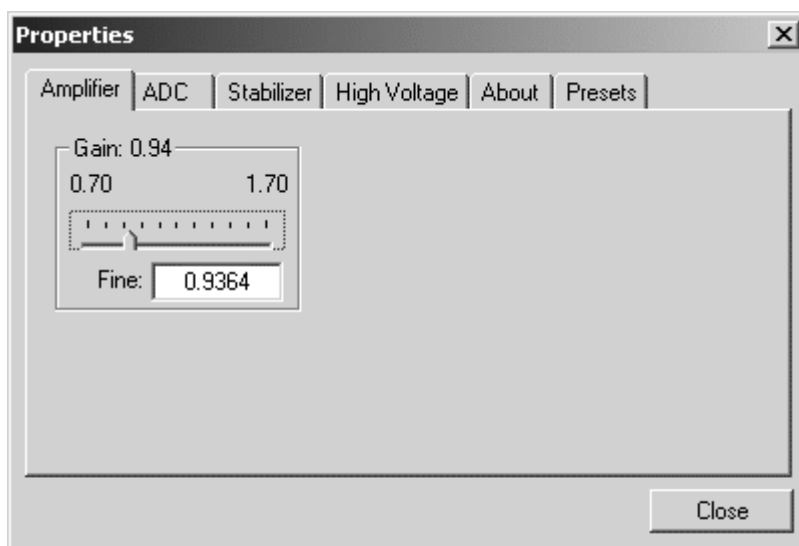 Properties
Amplifier ADC Stabilizer High Voltage About Presets
Gain: 0.94
0.70 1.70
Fine: 0.9364
Close